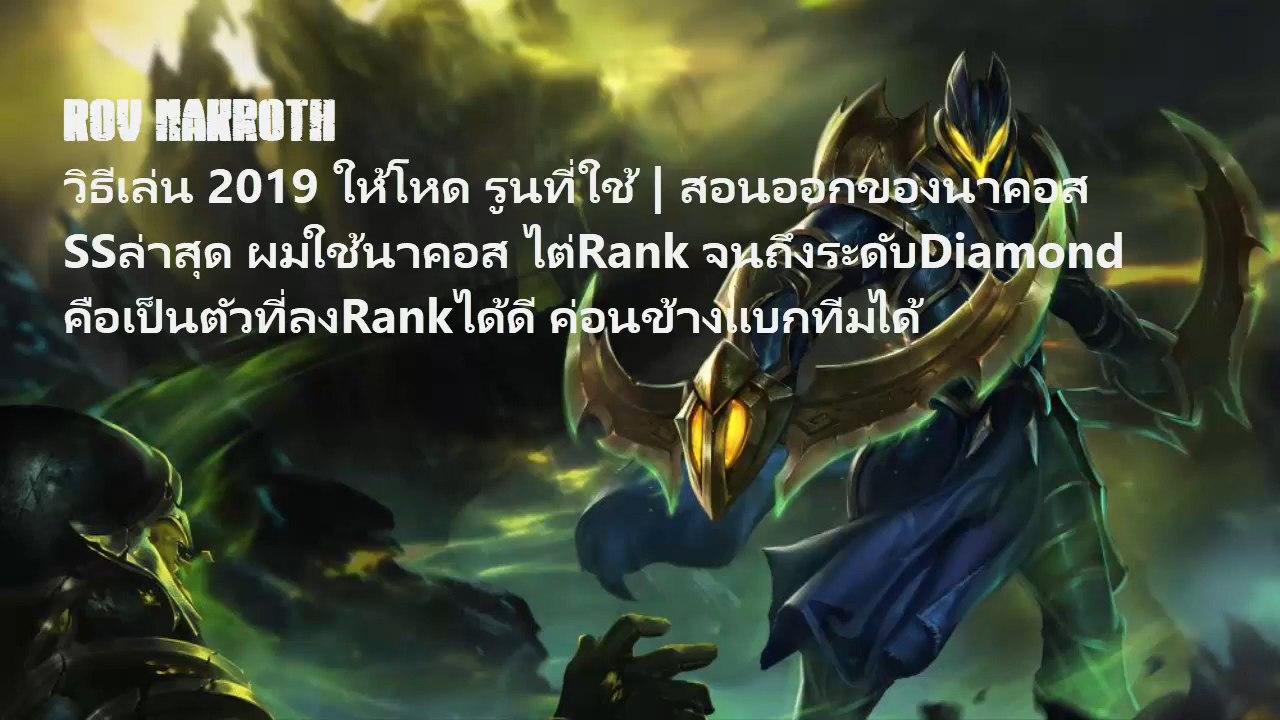 ROV NAKROTH
วิธีเล่น 2019 ให้โหด รูนที่ใช้ | สอนออกของนาคอส
SSล่าสุด ผมใช้นาคอส ไต่Rank จนถึงระดับDiamond
คือเป็นตัวที่ลงRankได้ดี ค่อนข้างแบกทีมได้